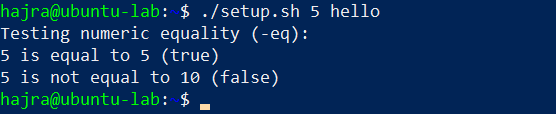 hajra@ubuntu-lab:~$ ./setup.sh 5 hello
Testing numeric equality (-eq):
5 is equal to 5 (true)
5 is not equal to 10 (false)
hajra@ubuntu-lab:~$